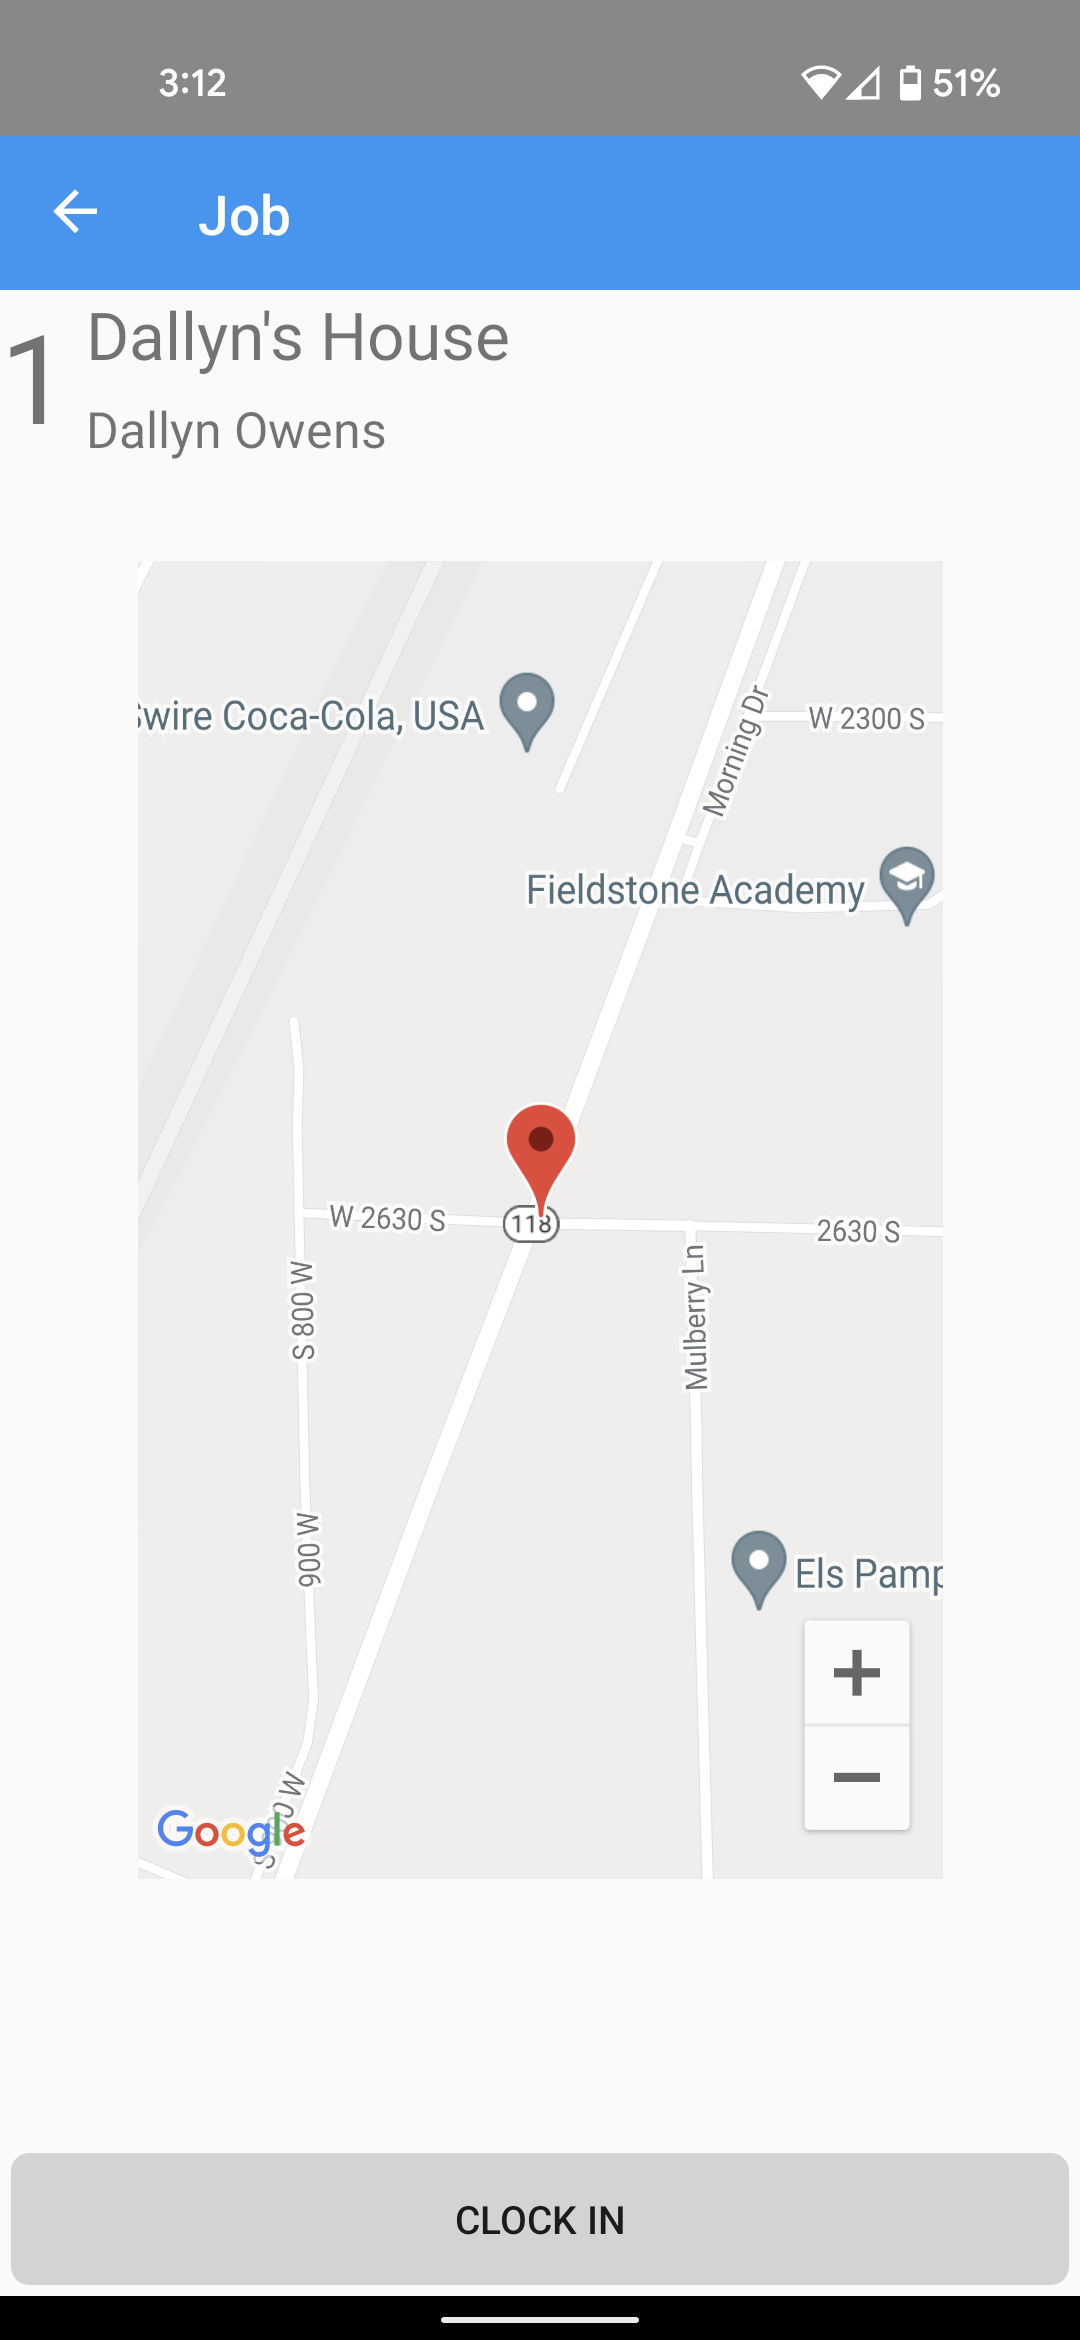 3:12
51%
Job
1
Dallyn's House
Dallyn Owens
Swire Coca-Cola, USA
Morning Dr
W 2300 S
Fieldstone Academy
W 2630 S
118
2630 S
S 800 W
Mulberry Ln
900 W
Els Pamp
Google
CLOCK IN